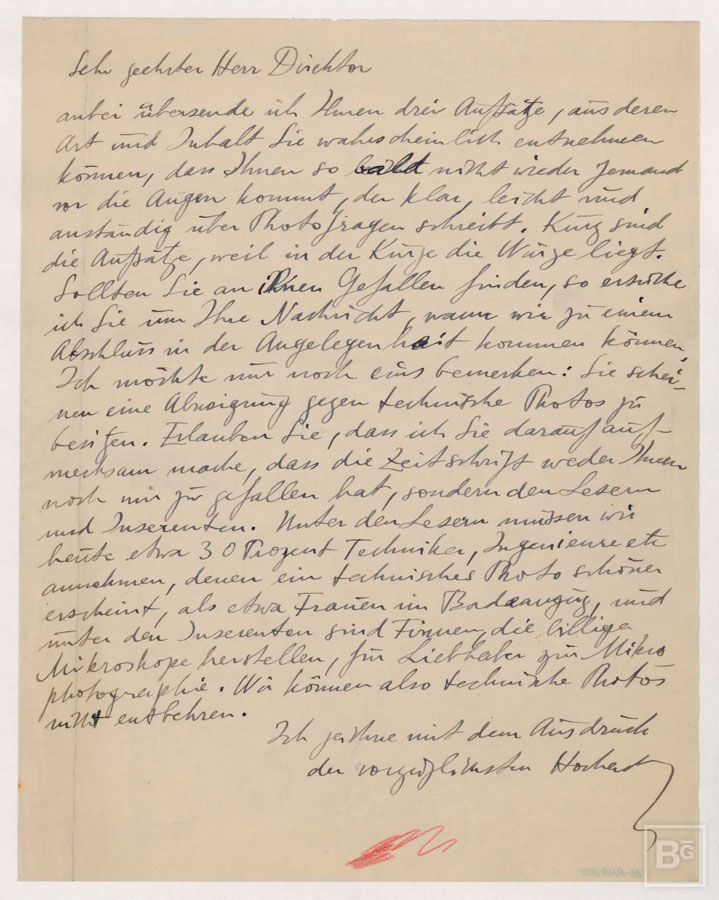 Sehr geehrter Herr Direktor
anbei übersende ich Ihnen drei Aufsätze, aus deren
Art und Inhalt Sie wahrscheinlich entnehmen
können, dass Ihnen so bald nicht wieder jemand
vor die Augen kommt, der klar, leicht und
anständig über Photofragen schreibt. Kurz sind
die Aufsätze, weil in der Kürze die Würze liegt.
Sollten Sie an ihnen Gefallen finden, so ersuche
ich Sie um Ihre Nachricht, wann wir zu einem
Abschluss in der Angelegenheit kommen können.
Ich möchte nur noch eins bemerken: Sie schei-
nen eine Abneigung gegen technische Photos zu
besitzen. Erlauben Sie, dass ich Sie darauf auf-
merksam mache, dass die Zeitschrift weder Ihnen
noch mir zu gefallen hat, sondern den Lesern
und Inserenten. Unter den Lesern müssen wir
heute etwa 30 Prozent Techniker, Ingenieure etc
annehmen, denen ein technisches Photo schöner
erscheint, als etwa Frauen im Badeanzug, und
unter den Inserenten sind Firmen, die billige
Mikroskope herstellen, für Liebhaber zur Mikro
photographie. Wir können also technische Photos
nicht entbehren.
Ich zeichne mit dem Ausdruck
der vorzüglichsten Hochacht
BG